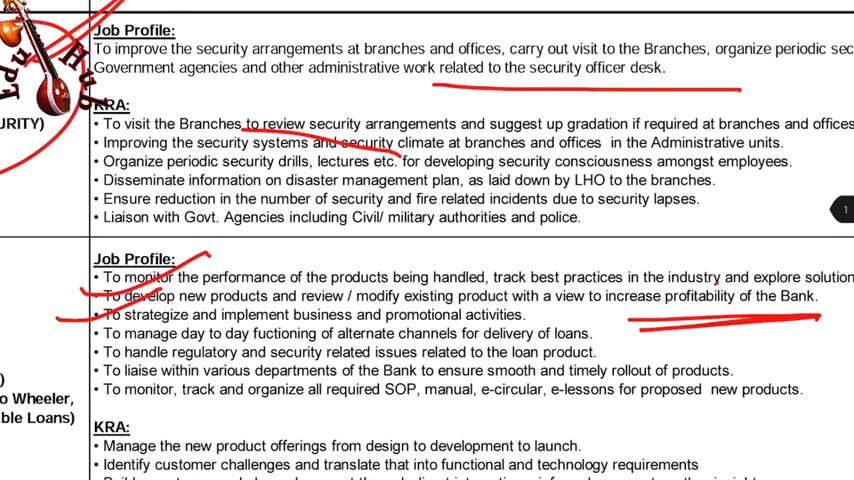 Edu Hub
Job Profile:
To improve the security arrangements at branches and offices, carry out visit to the Branches, organize periodic sec
Government agencies and other administrative work related to the security officer desk.
KRA:
URITY)
• To visit the Branches to review security arrangements and suggest up gradation if required at branches and offices
• Improving the security systems and security climate at branches and offices in the Administrative units.
• Organize periodic security drills, lectures etc. for developing security consciousness amongst employees.
• Disseminate information on disaster management plan, as laid down by LHO to the branches.
• Ensure reduction in the number of security and fire related incidents due to security lapses.
• Liaison with Govt. Agencies including Civil/ military authorities and police.
1
Job Profile:
• To monitor the performance of the products being handled, track best practices in the industry and explore solution
• To develop new products and review / modify existing product with a view to increase profitability of the Bank.
• To strategize and implement business and promotional activities.
• To manage day to day fuctioning of alternate channels for delivery of loans.
• To handle regulatory and security related issues related to the loan product.
• To liaise within various departments of the Bank to ensure smooth and timely rollout of products.
• To monitor, track and organize all required SOP, manual, e-circular, e-lessons for proposed new products.
)
o Wheeler,
ble Loans)
KRA:
• Manage the new product offerings from design to development to launch.
• Identify customer challenges and translate that into functional and technology requirements